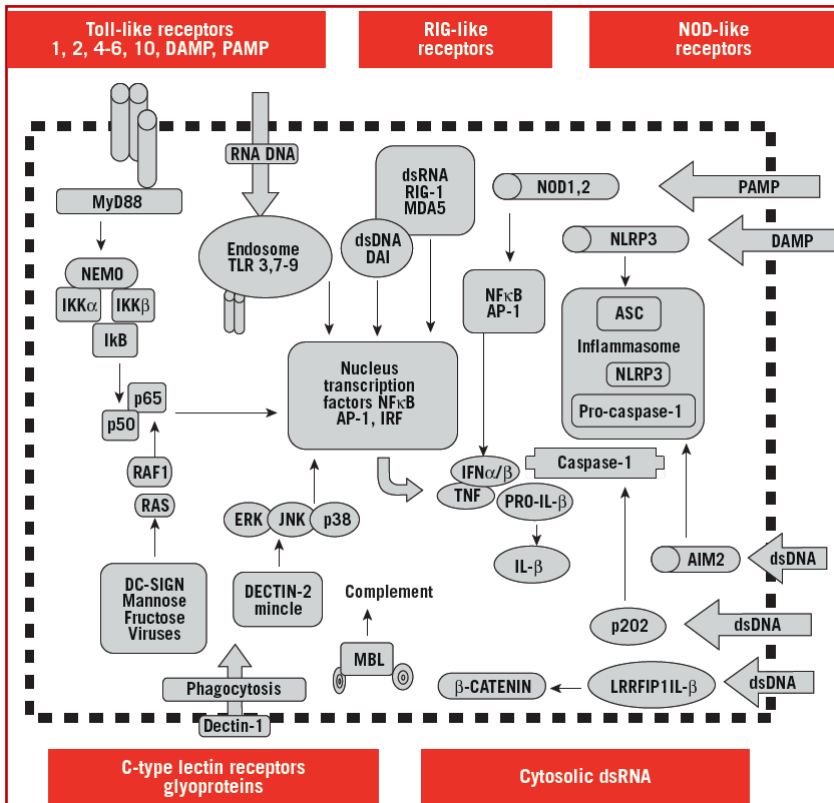 Toll-like receptors
1, 2, 4-6, 10, DAMP, PAMP
RIG-like
receptors
NOD-like
receptors
RNA DNA
MyD88
dsRNA
RIG-1
MDA5
NOD1,2
PAMP
Endosome
TLR 3,7-9
dsDNA
DAI
NLRP3
DAMP
NEMO
IKKα
IKKβ
IkB
NFκB
AP-1
ASC
Inflammasome
NLRP3
Pro-caspase-1
Nucleus
transcription
factors NFκB
AP-1, IRF
p65
p50
RAF1
RAS
IFNα/β
TNF
Caspase-1
PRO-IL-β
ERK
JNK
p38
IL-β
AIM2
dsDNA
DC-SIGN
Mannose
Fructose
Viruses
DECTIN-2
mincle
Complement
p202
dsDNA
MBL
Phagocytosis
β-CATENIN
LRRFIP1IL-β
dsDNA
Dectin-1
C-type lectin receptors
glyoproteins
Cytosolic dsRNA